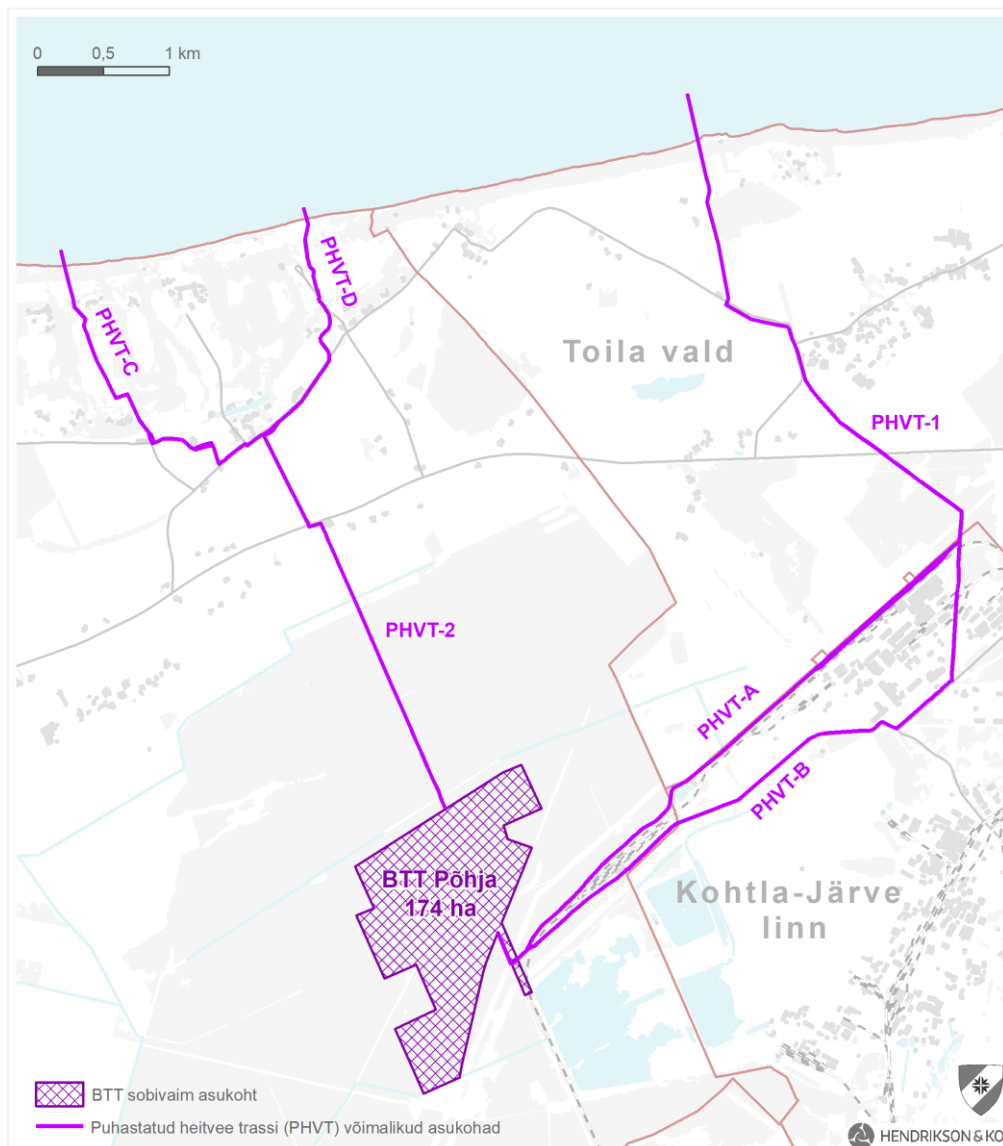 0 0,5 1 km
PHVT-C
PHVT-D
Toila vald
PHVT-1
PHVT-2
PHVT-A
PHVT-B
BTT Põhja
174 ha
Kohtla-Järve
linn
BTT sobivaim asukoht
Puhastatud heitvee trassi (PHVT) võimalikud asukohad
HENDRIKSON & KO